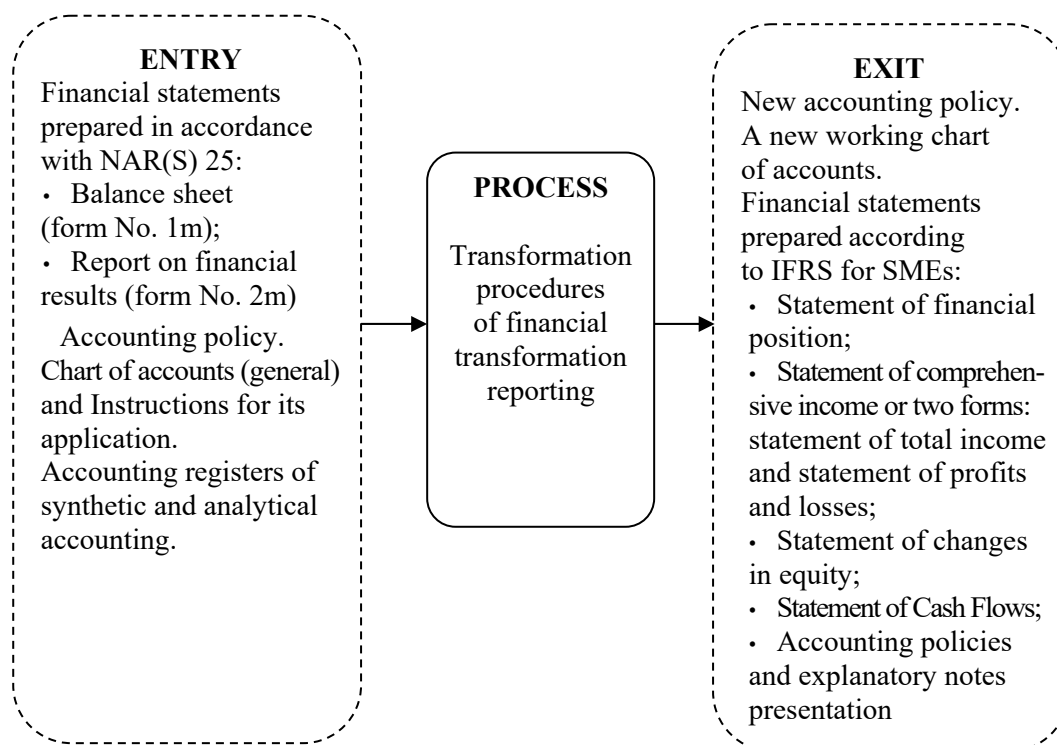 ENTRY
Financial statements
prepared in accordance
with NAR(S) 25:
• Balance sheet
(form No. 1m);
• Report on financial
results (form No. 2m)
Accounting policy.
Chart of accounts (general)
and Instructions for its
application.
Accounting registers of
synthetic and analytical
accounting.
PROCESS
Transformation
procedures
of financial
transformation
reporting
EXIT
New accounting policy.
A new working chart
of accounts.
Financial statements
prepared according
to IFRS for SMEs:
• Statement of financial
position;
• Statement of comprehen-
sive income or two forms:
statement of total income
and statement of profits
and losses;
• Statement of changes
in equity;
• Statement of Cash Flows;
• Accounting policies
and explanatory notes
presentation